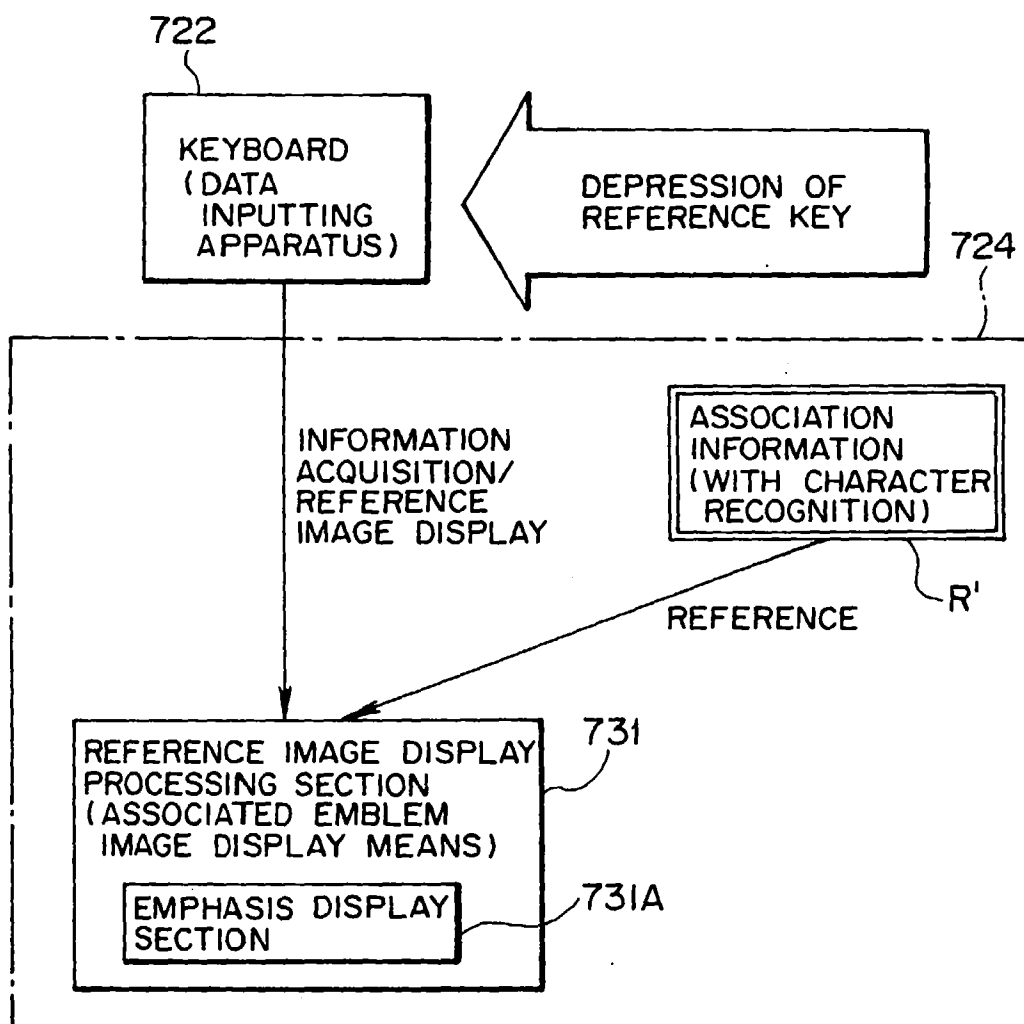 722
KEYBOARD
(DATA
INPUTTING
APPARATUS)
DEPRESSION OF
REFERENCE KEY
724
INFORMATION
ACQUISITION/
REFERENCE
IMAGE DISPLAY
ASSOCIATION
INFORMATION
(WITH CHARACTER
RECOGNITION)
R'
REFERENCE
731
REFERENCE IMAGE DISPLAY
PROCESSING SECTION
(ASSOCIATED EMBLEM
IMAGE DISPLAY MEANS)
731A
EMPHASIS DISPLAY
SECTION